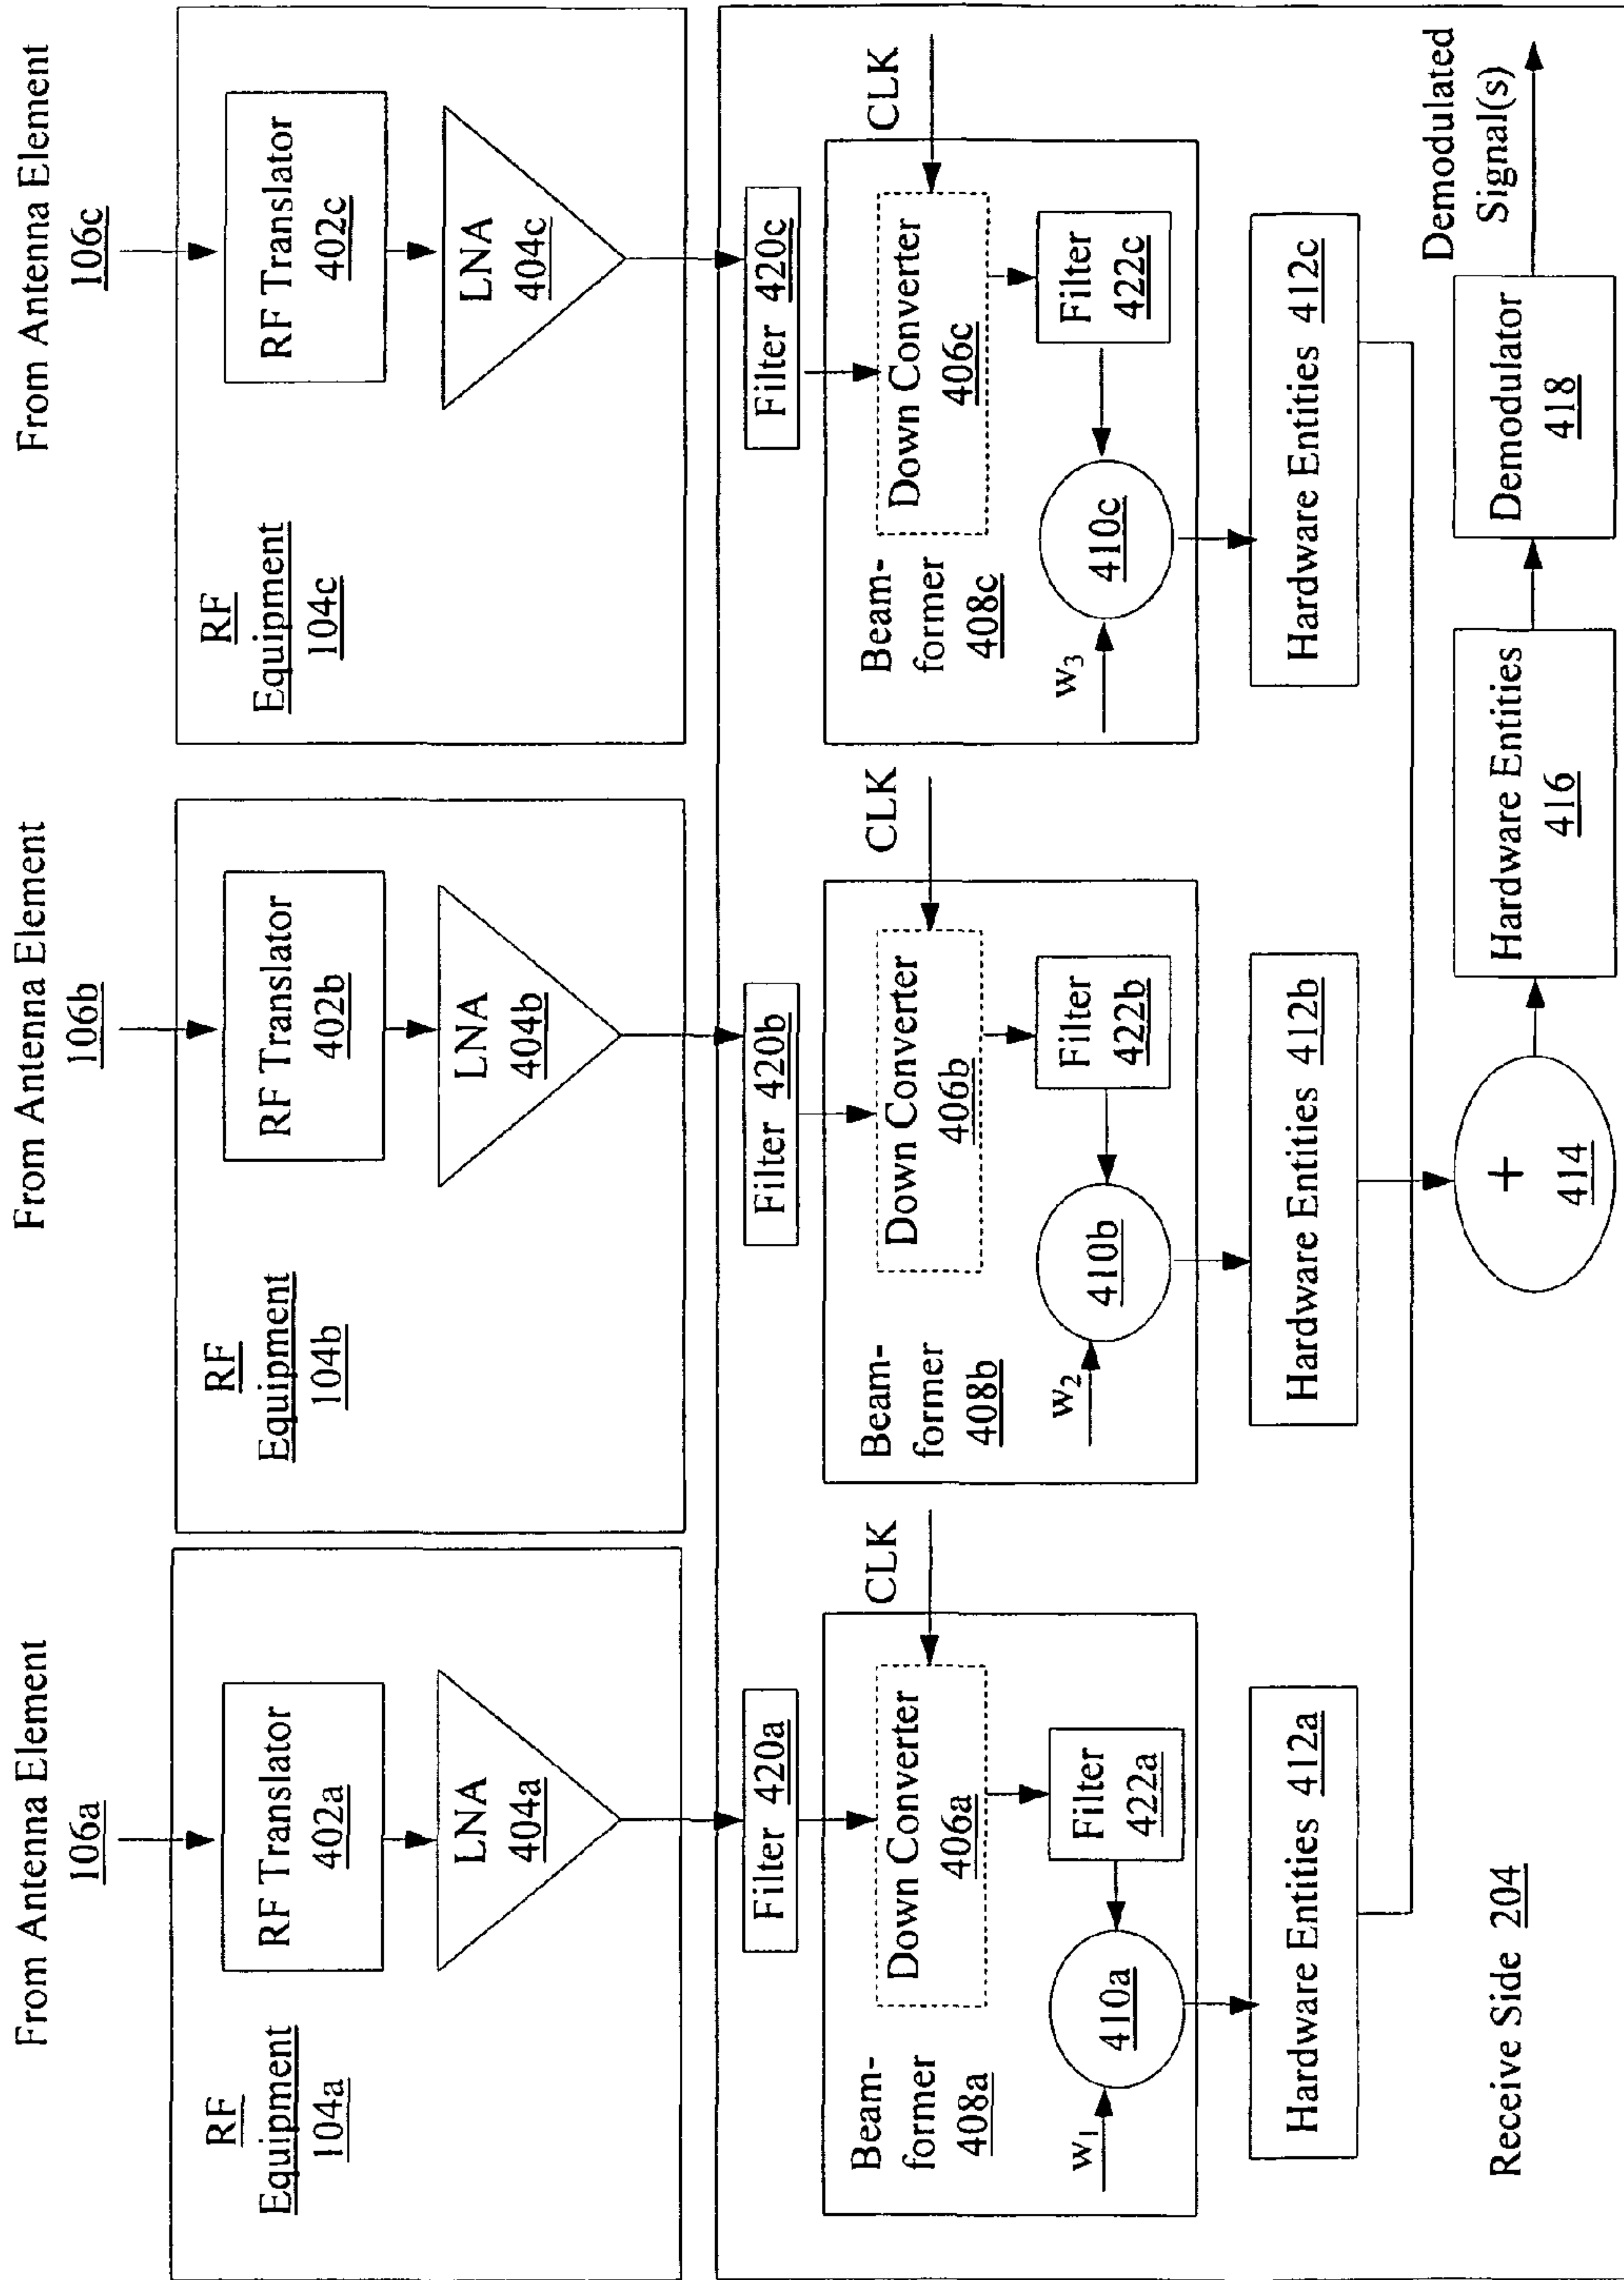 From Antenna Element
106a
From Antenna Element
106b
From Antenna Element
106c
RF
Equipment
104a
RF Translator
402a
LNA
404a
RF
Equipment
104b
RF Translator
402b
LNA
404b
RF
Equipment
104c
RF Translator
402c
LNA
404c
Filter 420a
Filter 420b
Filter 420c
CLK
CLK
CLK
Beam-
former
408a
Down Converter
406a
Filter
422a
w1
410a
Beam-
former
408b
Down Converter
406b
Filter
422b
w2
410b
Beam-
former
408c
Down Converter
406c
Filter
422c
w3
410c
Hardware Entities 412a
Hardware Entities 412b
Hardware Entities 412c
Receive Side 204
+
414
Hardware Entities
416
Demodulator
418
Demodulated
Signal(s)